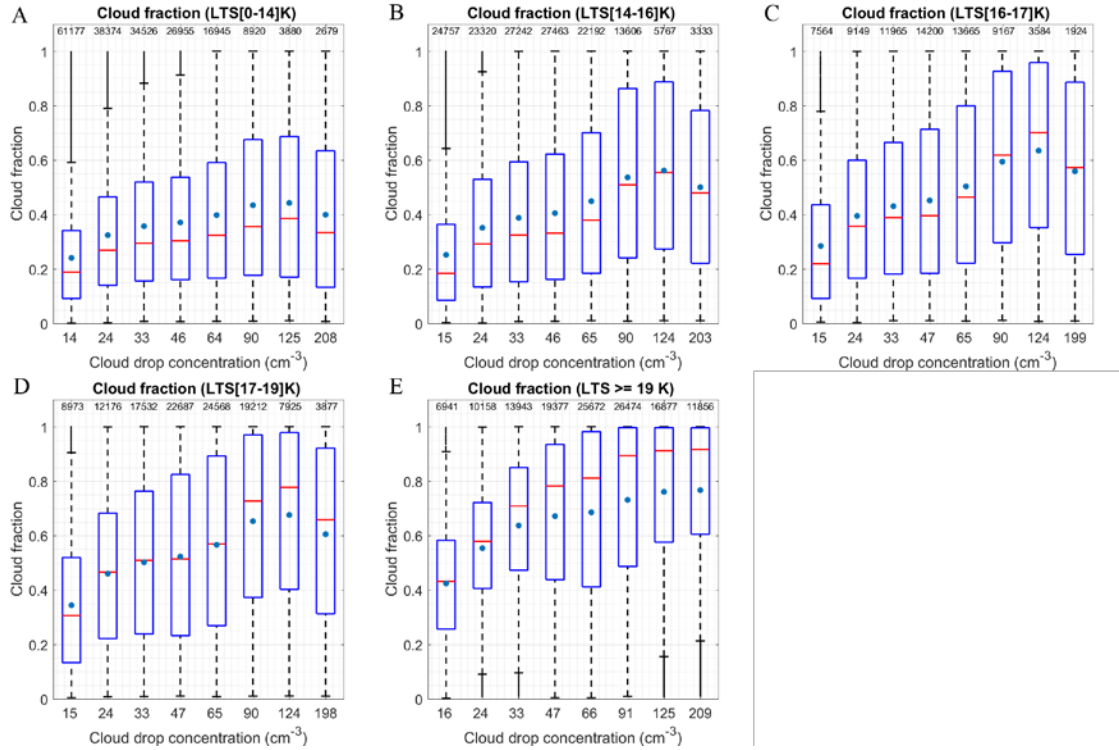 A
Cloud fraction (LTS[0-14]K)
61177 38374 34526 26955 16945 8920 3880 2679
1
0.8
0.6
0.4
0.2
0
Cloud fraction
14 24 33 46 64 90 125 208
Cloud drop concentration (cm⁻³)
B
Cloud fraction (LTS[14-16]K)
24757 23320 27242 27463 22192 13606 5767 3333
1
0.8
0.6
0.4
0.2
0
Cloud fraction
15 24 33 46 65 90 124 203
Cloud drop concentration (cm⁻³)
C
Cloud fraction (LTS[16-17]K)
7564 9149 11965 14200 13665 9167 3584 1924
1
0.8
0.6
0.4
0.2
0
Cloud fraction
15 24 33 47 65 90 124 199
Cloud drop concentration (cm⁻³)
D
Cloud fraction (LTS[17-19]K)
8973 12176 17532 22687 24568 19212 7925 3877
1
0.8
0.6
0.4
0.2
0
Cloud fraction
15 24 33 47 65 90 124 198
Cloud drop concentration (cm⁻³)
E
Cloud fraction (LTS >= 19 K)
6941 10158 13943 19377 25672 26474 16877 11856
1
0.8
0.6
0.4
0.2
0
Cloud fraction
16 24 33 47 66 91 125 209
Cloud drop concentration (cm⁻³)